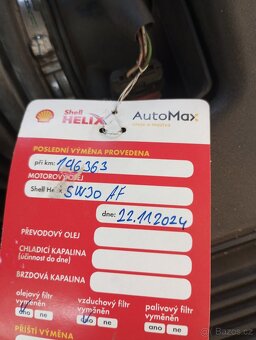 Shell
HELIX
AutoMax
POSLEDNÍ VÝMĚNA PROVEDENA
při km: 196363
MOTOROVÝ OLEJ
Shell Helix 5W30 AF
dne: 22.11.2024
PŘEVODOVÝ OLEJ
CHLADICÍ KAPALINA
(účinnost do dne)
BRZDOVÁ KAPALINA
olejový filtr vyměněn
vzduchový filtr vyměněn
palivový filtr vyměněn
ano ne
ano ne
ano ne
PŘÍŠTÍ VÝMĚNA